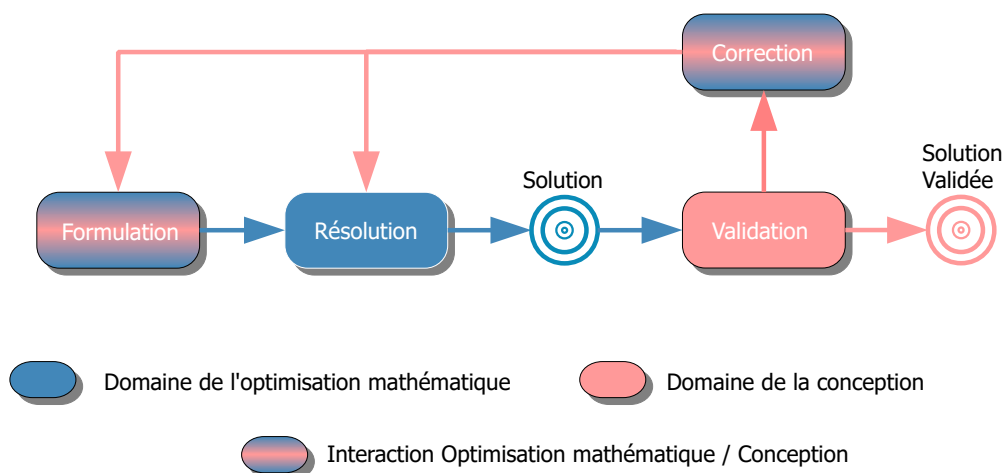 Correction
Solution
Solution
Validée
Formulation
Résolution
Validation
Domaine de l'optimisation mathématique
Domaine de la conception
Interaction Optimisation mathématique / Conception